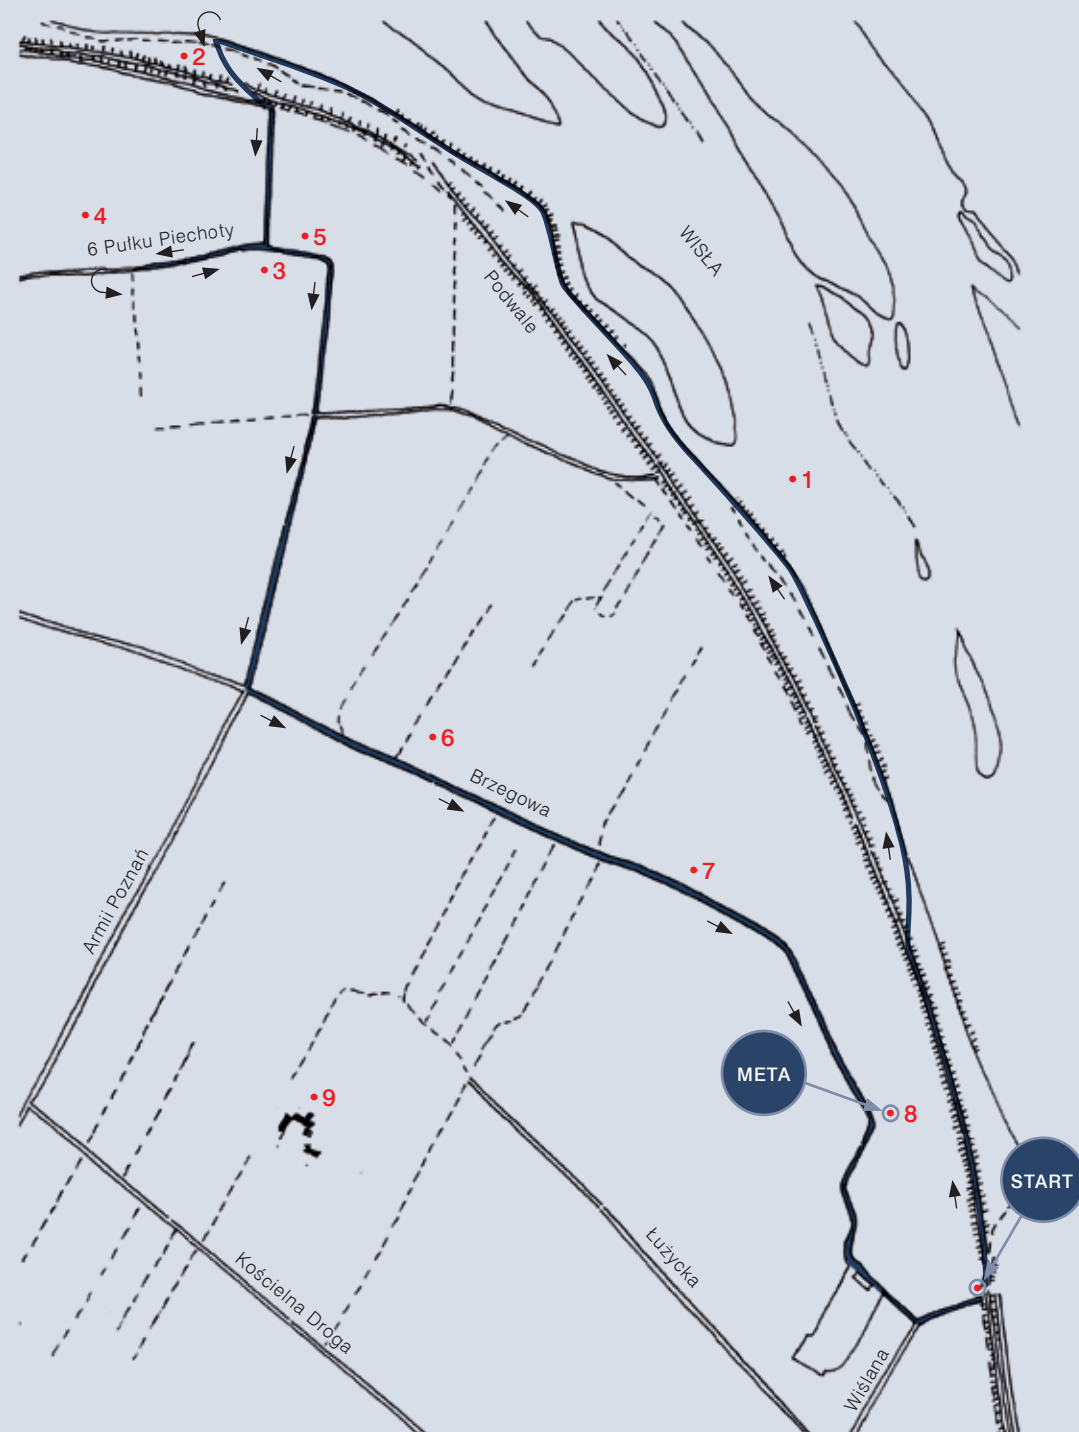 2
4
6 Pułku Piechoty
5
3
WISŁA
Podwale
1
6
Brzegowa
7
Armii Poznań
META
8
9
START
Łużycka
Kościelna Droga
Wiślana